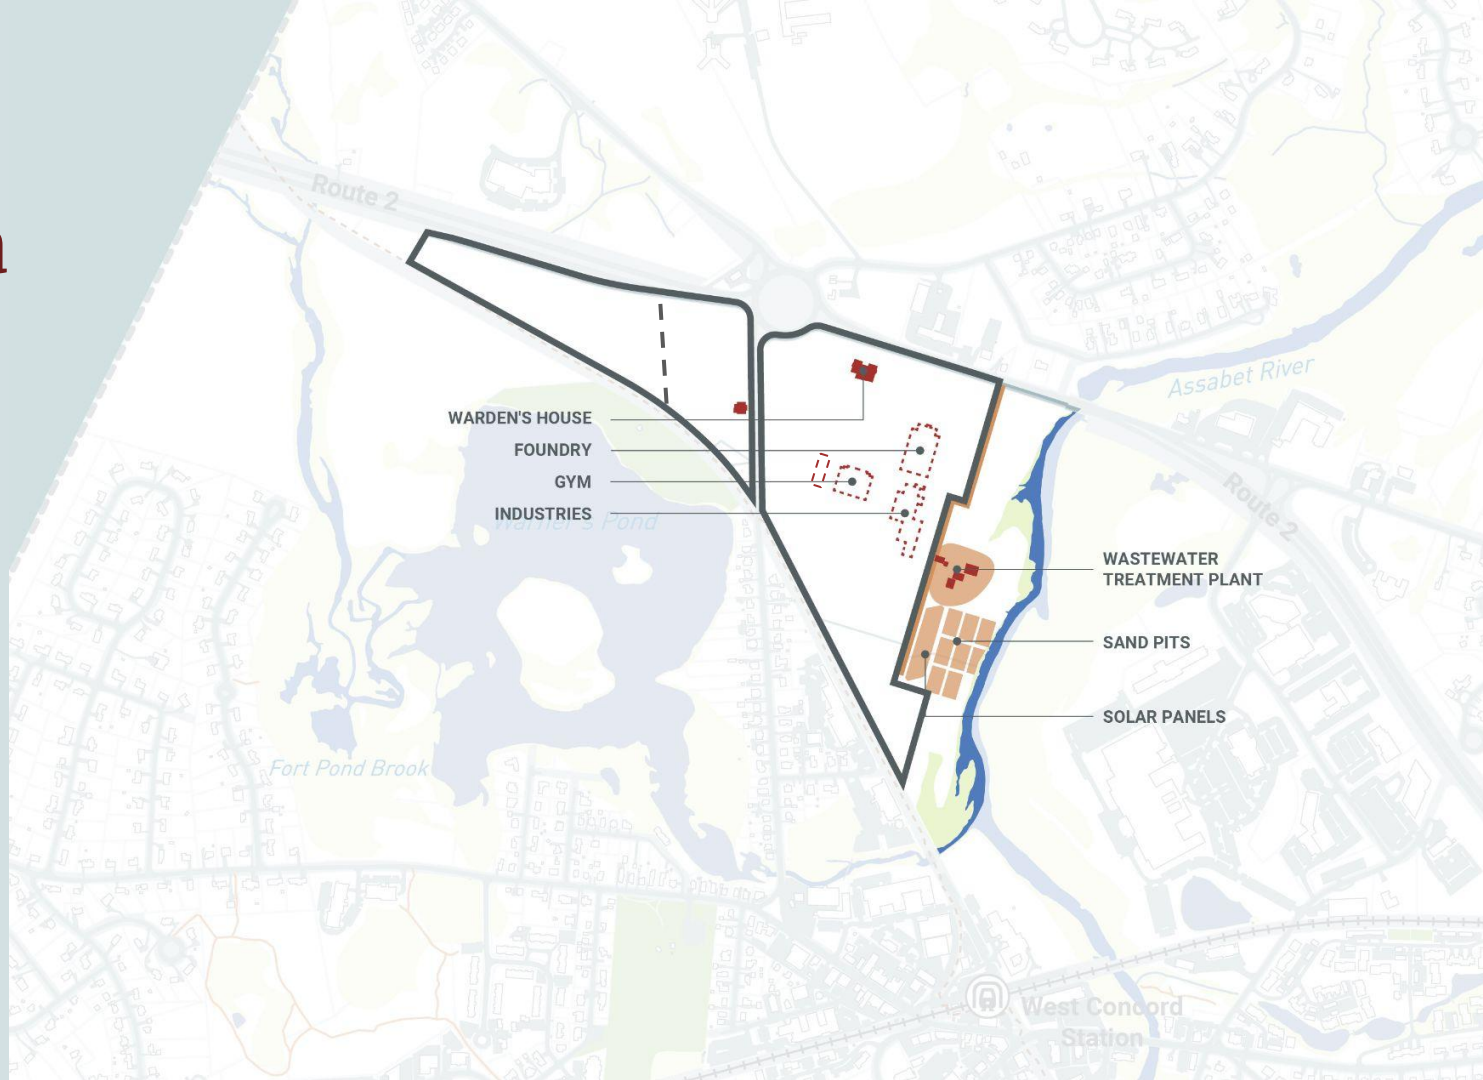 Route 2
Assabet River
WARDEN'S HOUSE
FOUNDRY
GYM
INDUSTRIES
Warner's Pond
Route 2
WASTEWATER
TREATMENT PLANT
SAND PITS
SOLAR PANELS
Fort Pond Brook
West Concord
Station